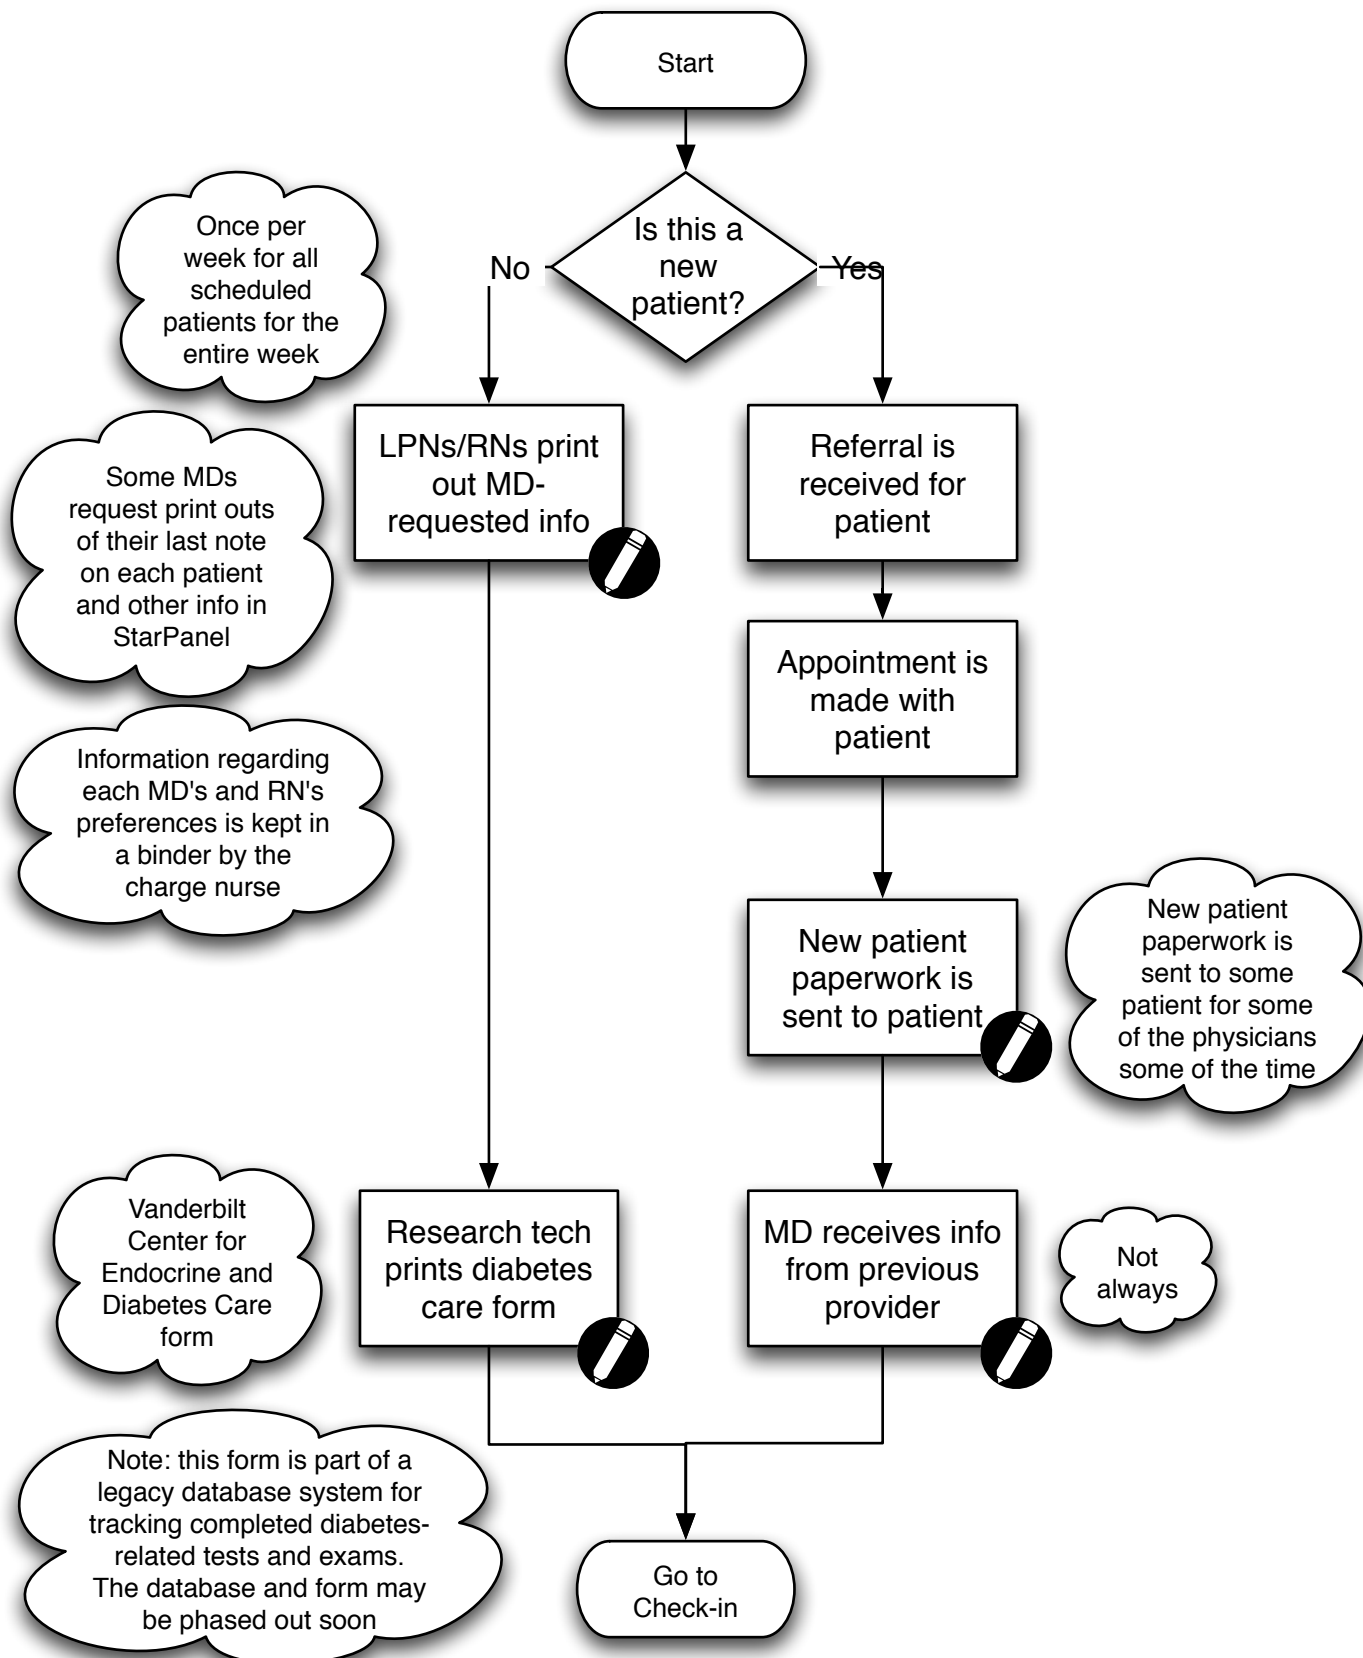 Start
Is this a
new
patient?
No
Yes
Once per
week for all
scheduled
patients for the
entire week
LPNs/RNs print
out MD-
requested info
Referral is
received for
patient
Some MDs
request print outs
of their last note
on each patient
and other info in
StarPanel
Appointment is
made with
patient
Information regarding
each MD's and RN's
preferences is kept in
a binder by the
charge nurse
New patient
paperwork is
sent to patient
New patient
paperwork is
sent to some
patient for some
of the physicians
some of the time
Vanderbilt
Center for
Endocrine and
Diabetes Care
form
Research tech
prints diabetes
care form
MD receives info
from previous
provider
Not
always
Note: this form is part of a
legacy database system for
tracking completed diabetes-
related tests and exams.
The database and form may
be phased out soon
Go to
Check-in